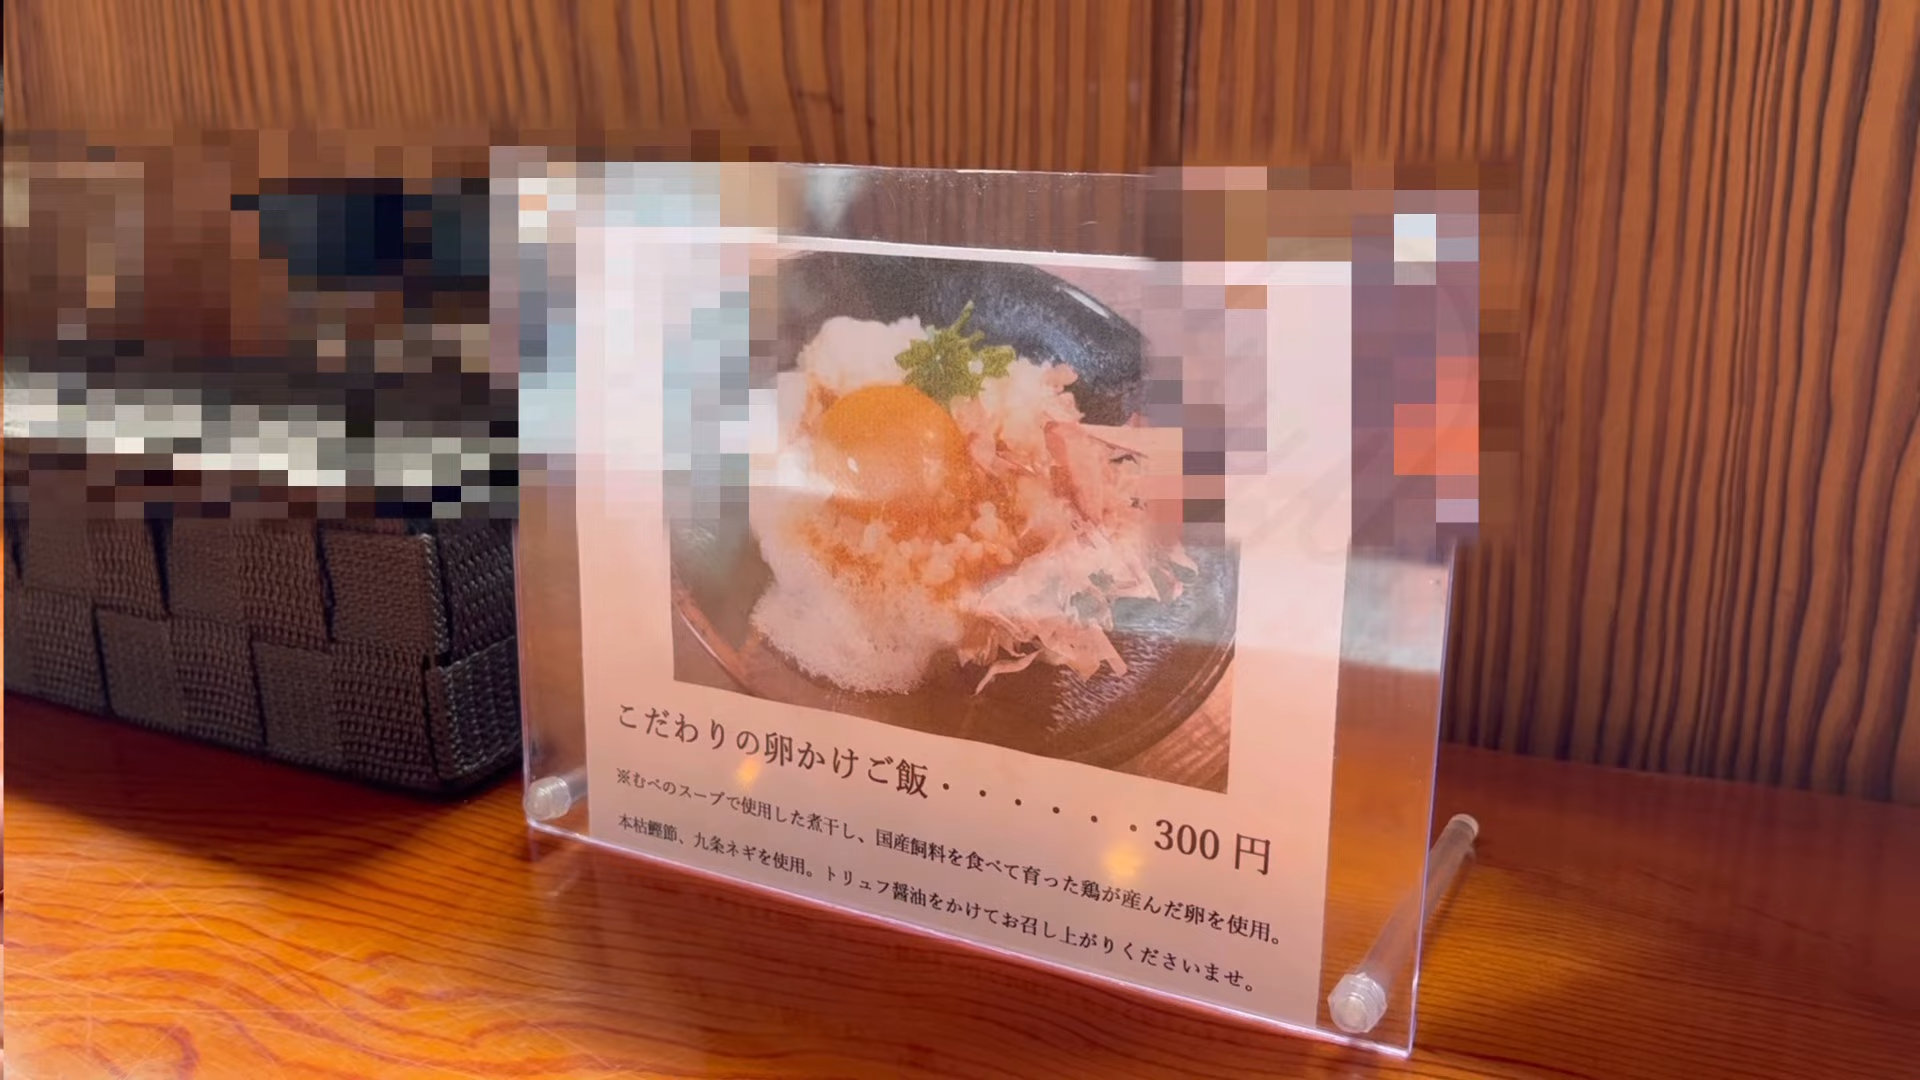 こだわりの卵かけご飯・・・・・・・300 円
※むべのスープで使用した煮干し、国産飼料を食べて育った鶏が産んだ卵を使用。
本枯鰹節、九条ネギを使用。トリュフ醤油をかけてお召し上がりくださいませ。